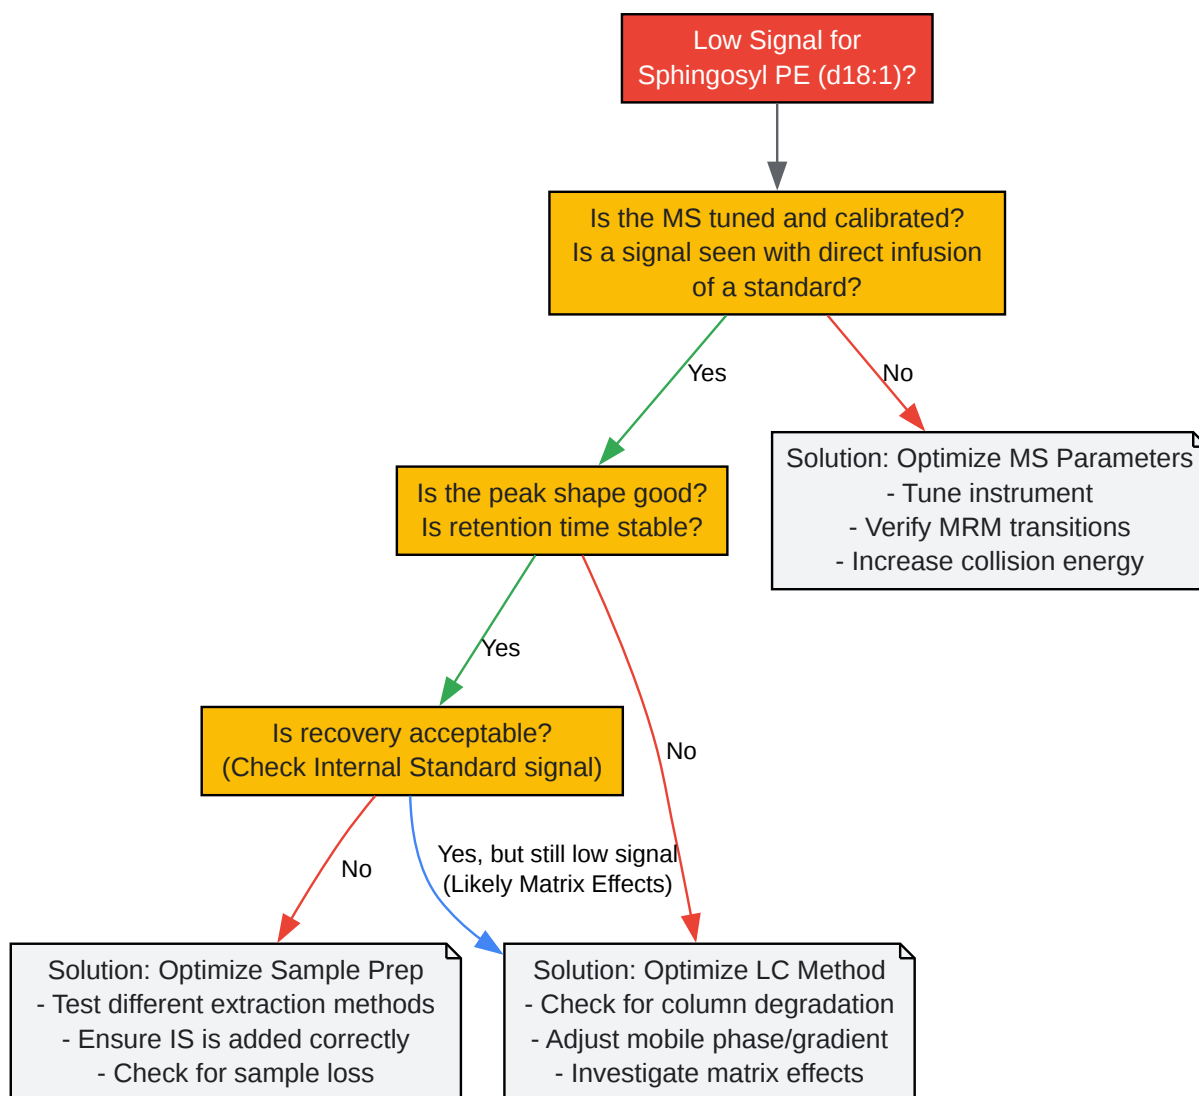 Low Signal for
Sphingosyl PE (d18:1)?
Is the MS tuned and calibrated?
Is a signal seen with direct infusion
of a standard?
Yes
No
Solution: Optimize MS Parameters
- Tune instrument
- Verify MRM transitions
- Increase collision energy
Is the peak shape good?
Is retention time stable?
Yes
No
Is recovery acceptable?
(Check Internal Standard signal)
No
Yes, but still low signal
(Likely Matrix Effects)
Solution: Optimize Sample Prep
- Test different extraction methods
- Ensure IS is added correctly
- Check for sample loss
Solution: Optimize LC Method
- Check for column degradation
- Adjust mobile phase/gradient
- Investigate matrix effects